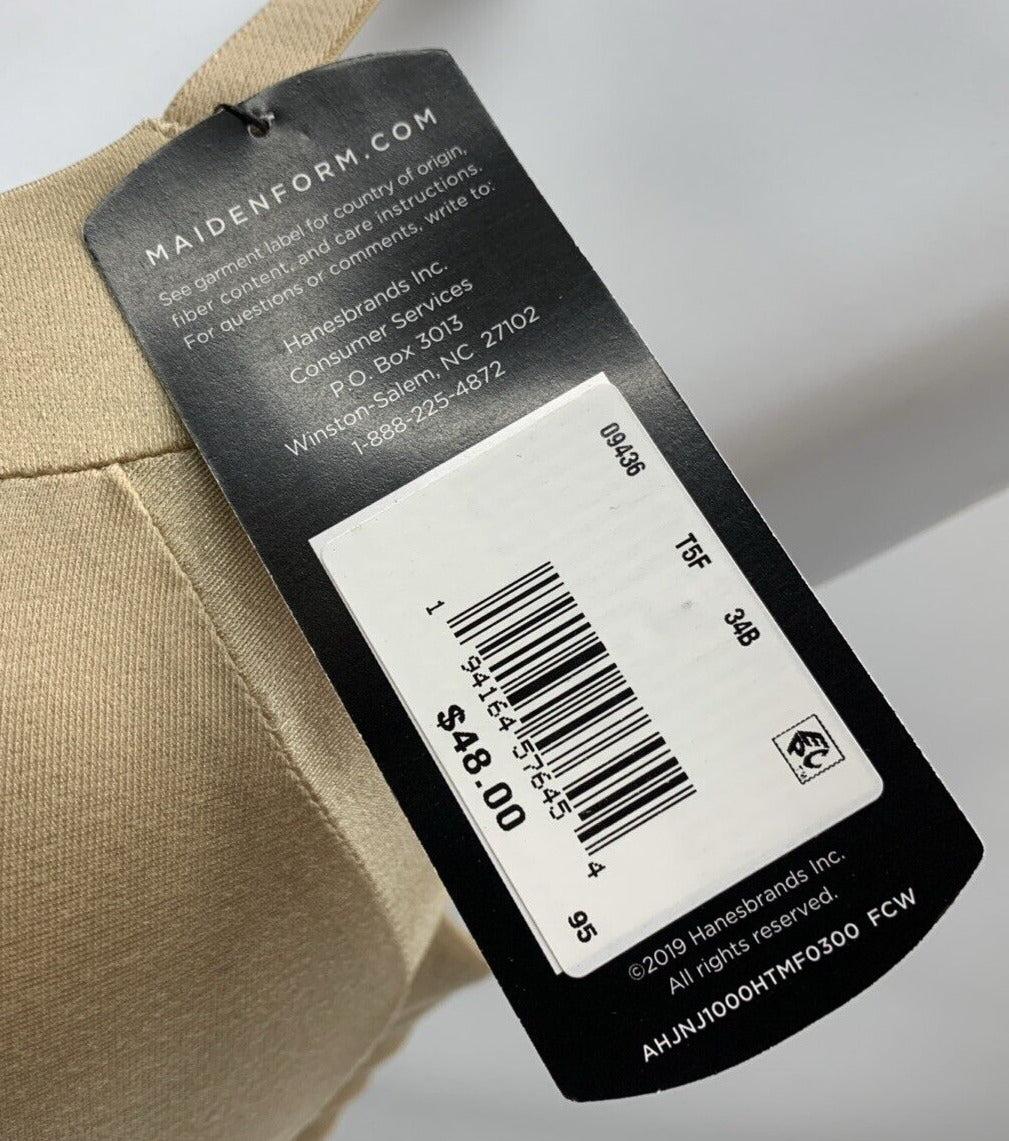 MAIDENFORM.COM
See garment label for country of origin,
fiber content, and care instructions.
For questions or comments, write to:
Hanesbrands Inc.
Consumer Services
P.O. Box 3013
Winston-Salem, NC 27102
1-888-225-4872
09436 T5F 34B
1 94164 57645 4
$48.00 95
EPC
©2019 Hanesbrands Inc.
All rights reserved.
AHJNJ1000HTMF0300 FCW